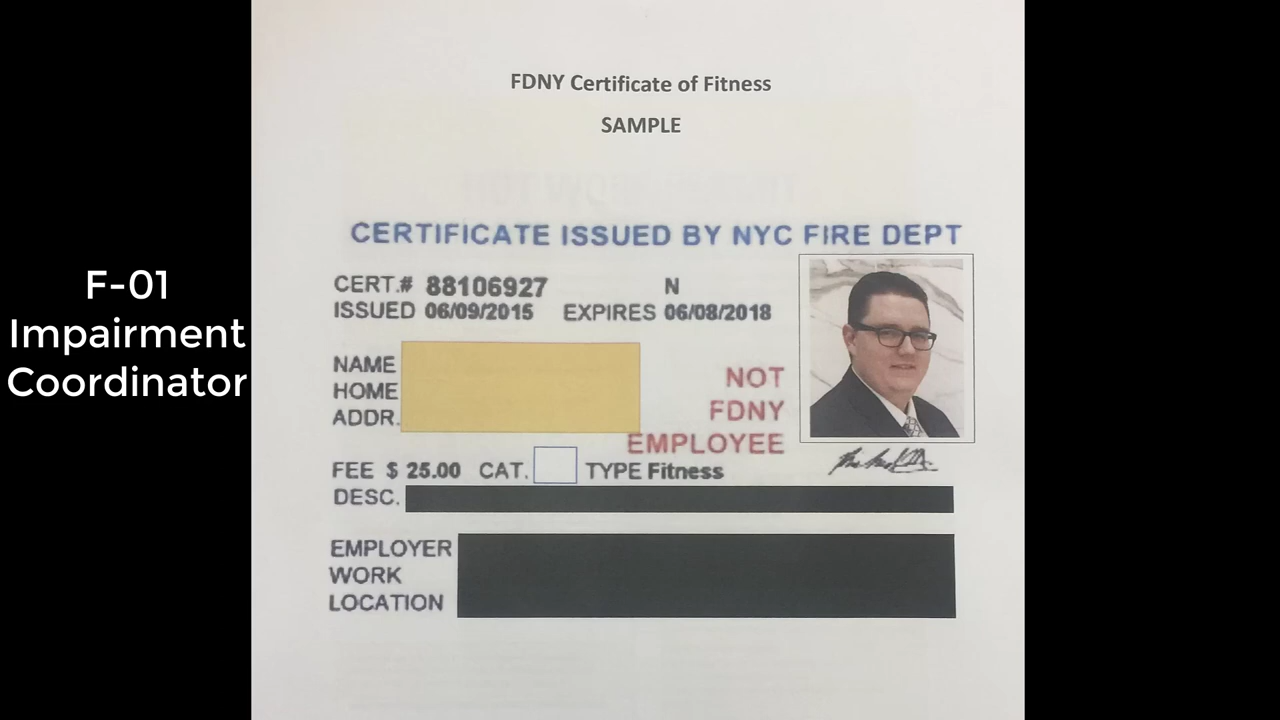 F-01
Impairment
Coordinator
FDNY Certificate of Fitness
SAMPLE
CERTIFICATE ISSUED BY NYC FIRE DEPT
CERT.# 88106927 N
ISSUED 06/09/2015 EXPIRES 06/08/2018
NAME
HOME
ADDR.
NOT
FDNY
EMPLOYEE
FEE $ 25.00 CAT. TYPE Fitness
DESC.
EMPLOYER
WORK
LOCATION